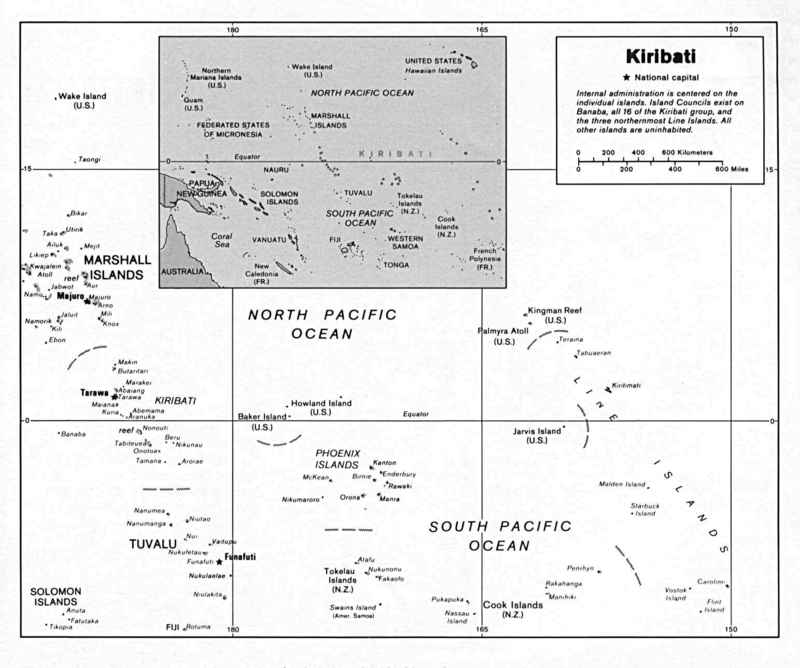 180
165
150
Kiribati
★ National capital
Internal administration is centered on the
individual islands. Island Councils exist on
Banaba, all 16 of the Kiribati group, and
the three northernmost Line Islands. All
other islands are uninhabited.
0 200 400 600 Kilometers
0 200 400 600 Miles
Northern
Mariana Islands
(U.S.)
Wake Island
(U.S.)
UNITED STATES
Hawaiian Islands
Guam
(U.S.)
NORTH PACIFIC OCEAN
FEDERATED STATES
OF MICRONESIA
MARSHALL
ISLANDS
KIRIBATI
0
Equator
0
NAURU
PAPUA
NEW GUINEA
SOLOMON
ISLANDS
TUVALU
Tokelau
Islands
(N.Z.)
SOUTH PACIFIC
OCEAN
Cook
Islands
(N.Z.)
Coral
Sea
VANUATU
FIJI
WESTERN
SAMOA
French
Polynesia
(FR.)
TONGA
New
Caledonia
(FR.)
AUSTRALIA
Wake Island
(U.S.)
15
15
Taongi
Bikar
Taka
Utirik
Ailuk
Mejit
Likiep
MARSHALL
ISLANDS
Kwajalein
Atoll
reef
Aur
Jabwot
Namu
Majuro
Majuro
Arno
Jaluit
Mili
Namorik
Kili
Knox
Ebon
NORTH PACIFIC
OCEAN
Kingman Reef
(U.S.)
Palmyra Atoll
(U.S.)
Teraina
Tabuaeran
Makin
Butaritari
Marakei
Abaiang
Tarawa
Tarawa
Maiana
KIRIBATI
Kuria
Abemama
Aranuka
LINE
Kiritimati
Howland Island
(U.S.)
Baker Island
(U.S.)
0
Equator
0
Jarvis Island
(U.S.)
Banaba
reef
Nonouti
Tabiteuea
Beru
Nikunau
Onotoa
Tamana
Arorae
PHOENIX
ISLANDS
Kanton
Enderbury
McKean
Birnie
Rawaki
Nikumaroro
Orona
Manra
ISLANDS
Malden Island
Starbuck
Island
Nanumea
Niutao
Nanumanga
SOUTH PACIFIC
OCEAN
Nui
TUVALU
Vaitupu
Nukufetau
Funafuti
Funafuti
Nukulaelae
Niulakita
Atafu
Tokelau
Islands
(N.Z.)
Nukunonu
Fakaofo
Swains Island
(Amer. Samoa)
Penrhyn
Rakahanga
Manihiki
Pukapuka
Nassau
Island
Cook Islands
(N.Z.)
Vostok
Island
Caroline
Flint
Island
SOLOMON
ISLANDS
Anuta
Fatutaka
Tikopia
FIJI
Rotuma
180
165
150